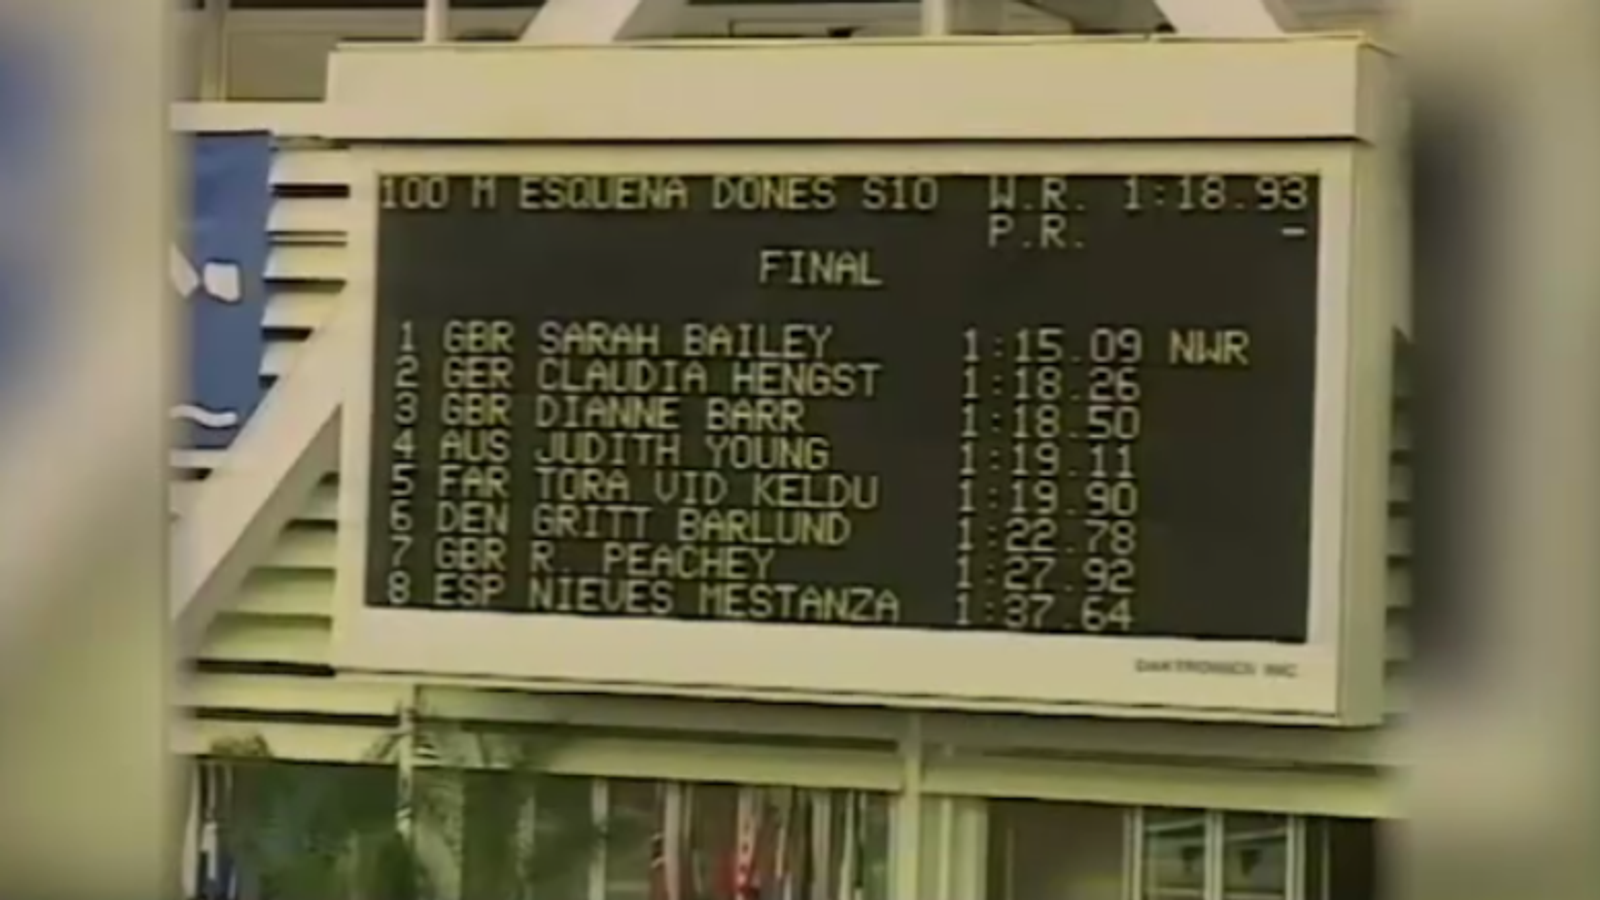 100 M ESQUENA DONES S10 W.R. 1:18.93
P.R. -
FINAL
1 GBR SARAH BAILEY 1:15.09 NWR
2 GER CLAUDIA HENGST 1:18.26
3 GBR DIANNE BARR 1:18.50
4 AUS JUDITH YOUNG 1:19.11
5 FAR TORA VID KELDU 1:19.90
6 DEN GRITT BARLUND 1:22.78
7 GBR R. PEACHEY 1:27.92
8 ESP NIEVES MESTANZA 1:37.64
DAKTRONICS INC